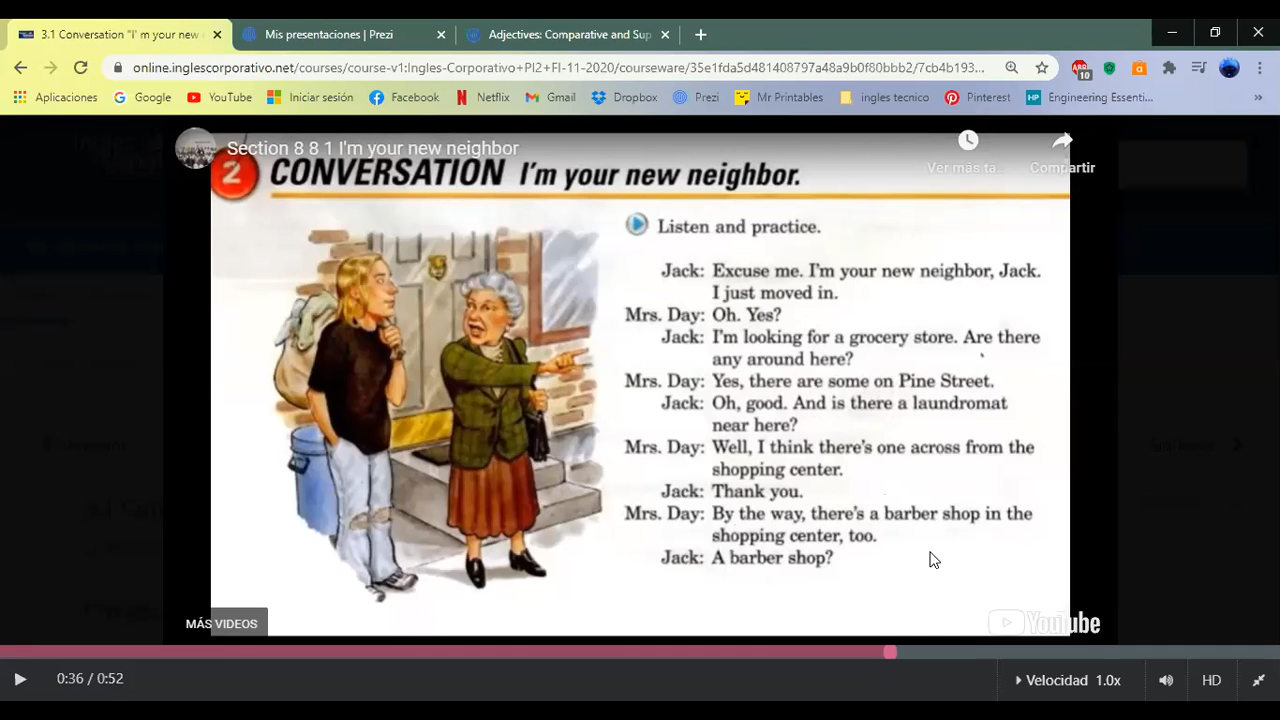 3.1 Conversation "I' m your new
Mis presentaciones | Prezi
Adjectives: Comparative and Sup
online.inglescorporativo.net/courses/course-v1:Ingles-Corporativo+PI2+FI-11-2020/courseware/35e1fda5d481408797a48a9b0f80bbb2/7cb4b193...
ABP
10
Aplicaciones
Google
YouTube
Iniciar sesión
Facebook
Netflix
Gmail
Dropbox
Prezi
Mr Printables
ingles tecnico
Pinterest
HP
Engineering Essenti...
»
Section 8 8 1 I'm your new neighbor
Ver más ta...
Compartir
2 CONVERSATION I'm your new neighbor.
Listen and practice.
Jack: Excuse me. I'm your new neighbor, Jack.
I just moved in.
Mrs. Day: Oh. Yes?
Jack: I'm looking for a grocery store. Are there
any around here?
Mrs. Day: Yes, there are some on Pine Street.
Jack: Oh, good. And is there a laundromat
near here?
Mrs. Day: Well, I think there's one across from the
shopping center.
Jack: Thank you.
Mrs. Day: By the way, there's a barber shop in the
shopping center, too.
Jack: A barber shop?
MÁS VIDEOS
YouTube
0:36 / 0:52
Velocidad 1.0x
HD